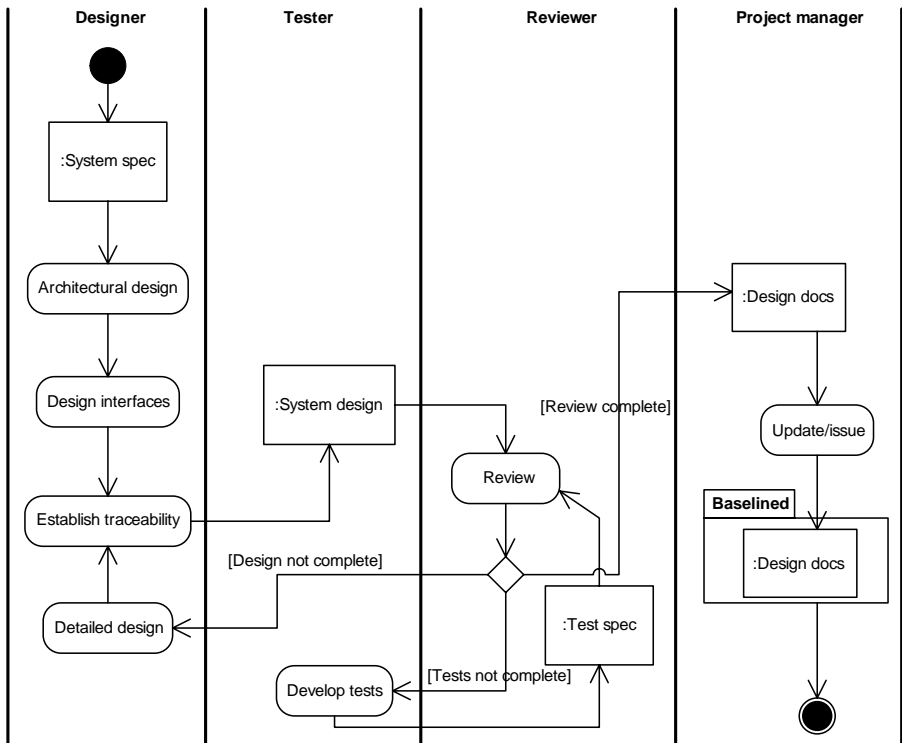 Designer
Tester
Reviewer
Project manager
:System spec
Architectural design
:Design docs
Design interfaces
:System design
[Review complete]
Update/issue
Review
Baselined
Establish traceability
[Design not complete]
:Design docs
Detailed design
:Test spec
[Tests not complete]
Develop tests